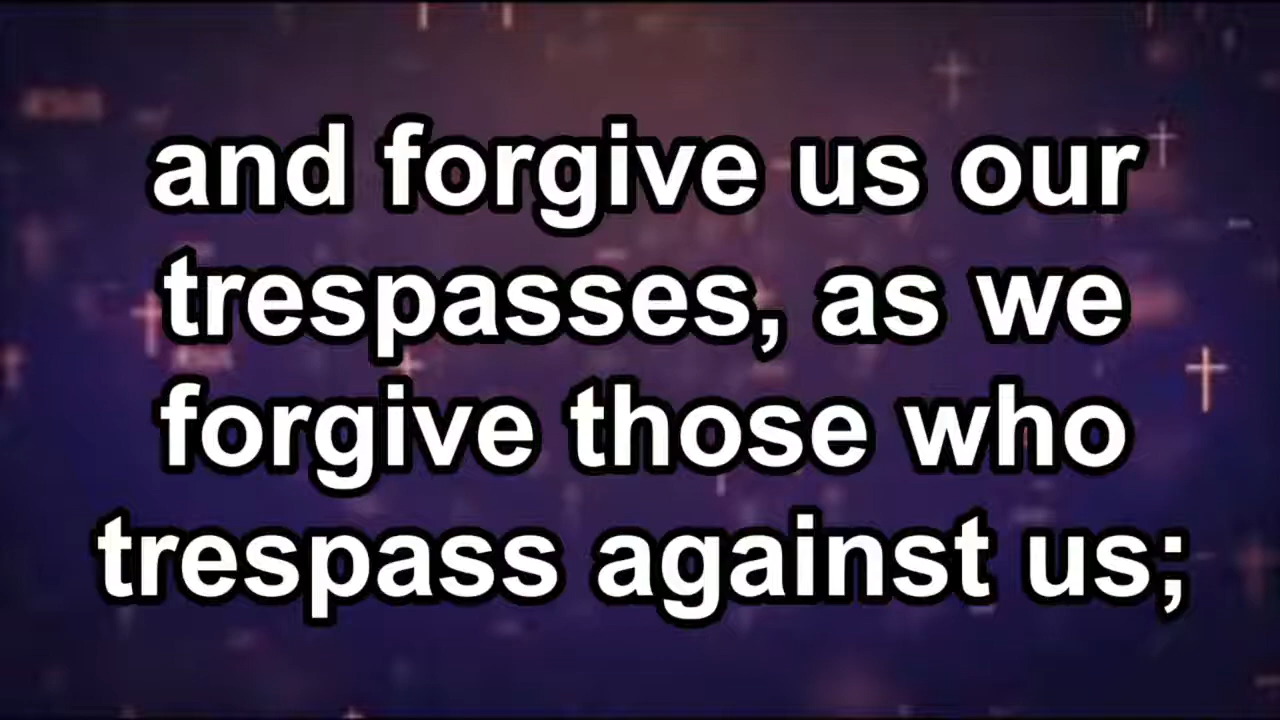 and forgive us our
trespasses, as we
forgive those who
trespass against us;